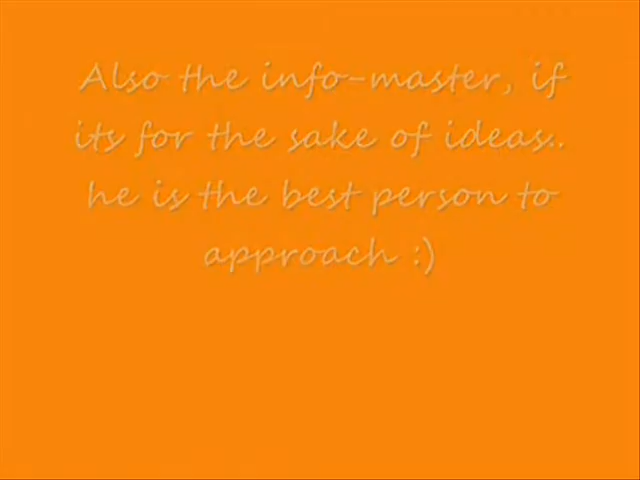 Also the info-master, if
its for the sake of ideas..
he is the best person to
approach :)